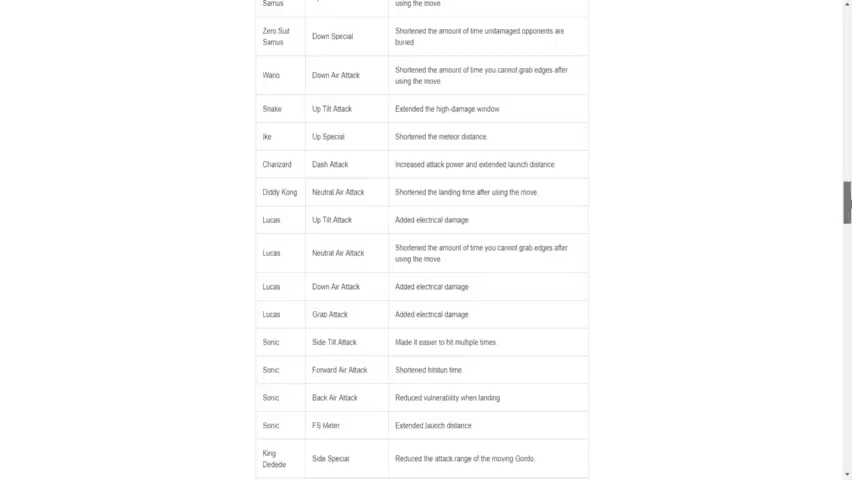 Samus
using the move
Zero Suit
Samus
Down Special
Shortened the amount of time undamaged opponents are
buried
Wario
Down Air Attack
Shortened the amount of time you cannot grab edges after
using the move
Snake
Up Tilt Attack
Extended the high-damage window.
Ike
Up Special
Shortened the meteor distance.
Charizard
Dash Attack
Increased attack power and extended launch distance.
Diddy Kong
Neutral Air Attack
Shortened the landing time after using the move.
Lucas
Up Tilt Attack
Added electrical damage
Lucas
Neutral Air Attack
Shortened the amount of time you cannot grab edges after
using the move
Lucas
Down Air Attack
Added electrical damage
Lucas
Grab Attack
Added electrical damage
Sonic
Side Tilt Attack
Made it easier to hit multiple times.
Sonic
Forward Air Attack
Shortened hitstun time.
Sonic
Back Air Attack
Reduced vulnerability when landing
Sonic
FS Meter
Extended launch distance
King
Dedede
Side Special
Reduced the attack range of the moving Gordo.